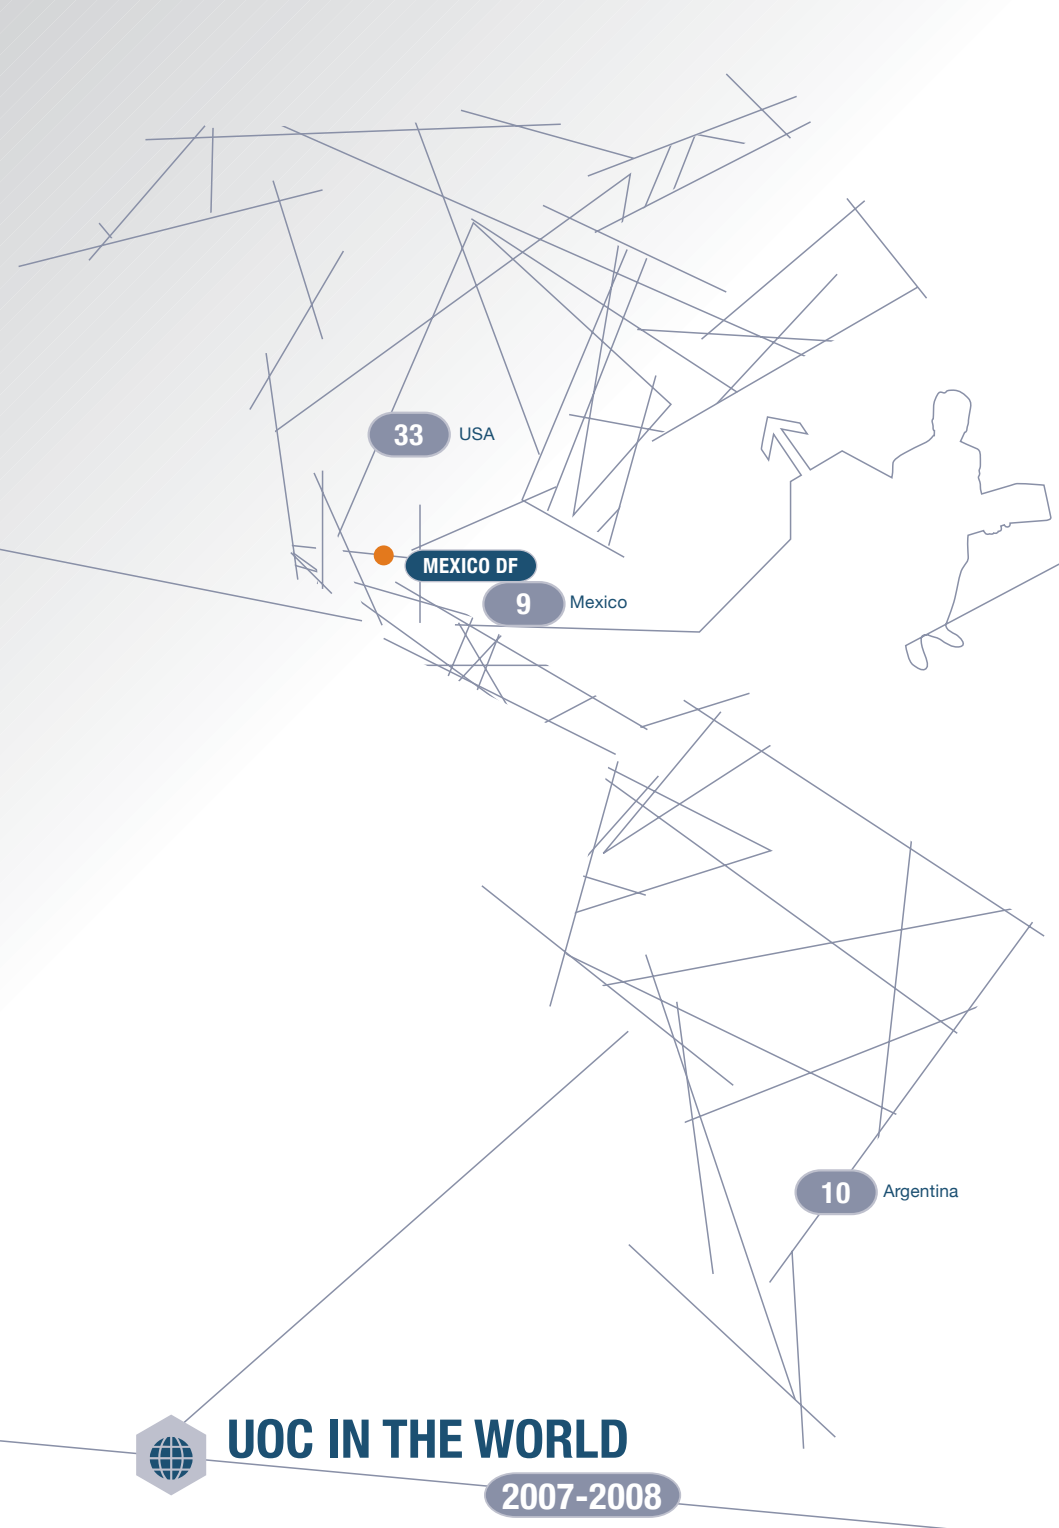 33 USA
MEXICO DF
9 Mexico
10 Argentina
UOC IN THE WORLD
2007-2008